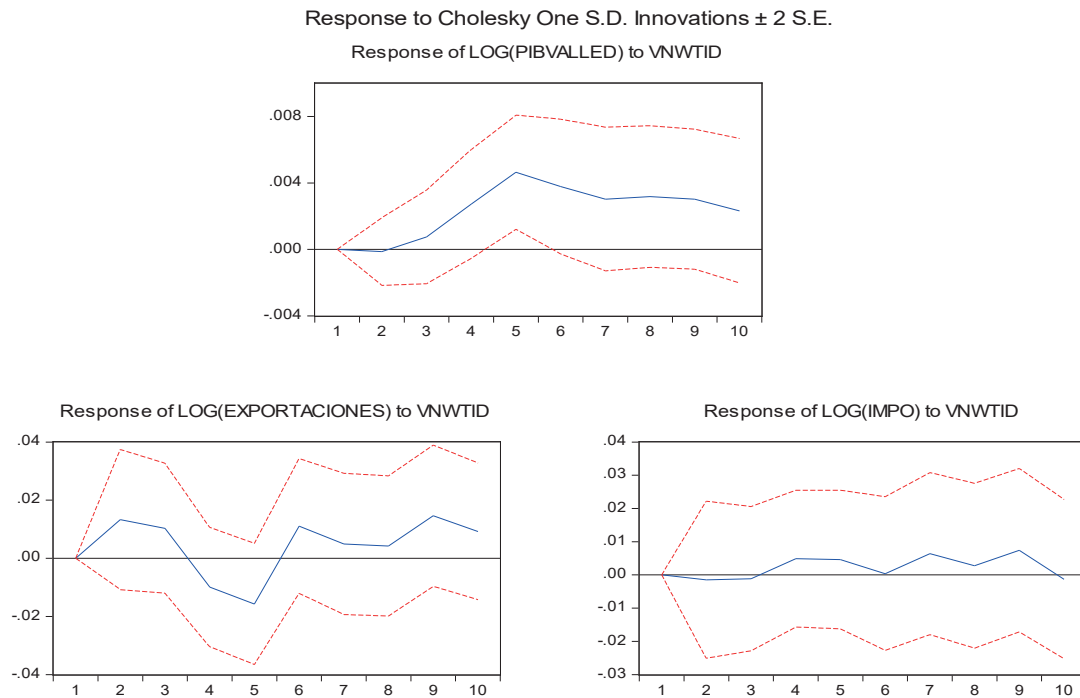 Response to Cholesky One S.D. Innovations ± 2 S.E.
Response of LOG(PIBVALLED) to VNWTID
.008
.004
.000
-.004
1 2 3 4 5 6 7 8 9 10
Response of LOG(EXPORTACIONES) to VNWTID
.04
.02
.00
-.02
-.04
1 2 3 4 5 6 7 8 9 10
Response of LOG(IMPO) to VNWTID
.04
.03
.02
.01
.00
-.01
-.02
-.03
1 2 3 4 5 6 7 8 9 10